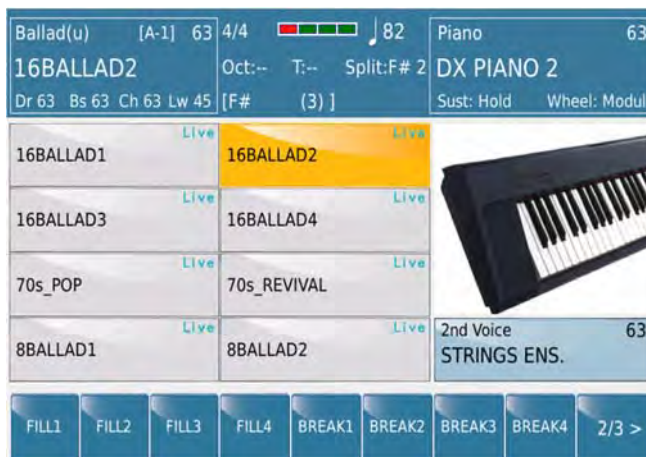 Ballad(u) [A-1] 63
16BALLAD2
Dr 63 Bs 63 Ch 63 Lw 45
4/4 82
Oct:-- T:-- Split:F# 2
[F# (3) ]
Piano 63
DX PIANO 2
Sust: Hold Wheel: Modul
Live Live
16BALLAD1 16BALLAD2
Live Live
16BALLAD3 16BALLAD4
Live Live
70s_POP 70s_REVIVAL
Live Live
8BALLAD1 8BALLAD2
2nd Voice 63
STRINGS ENS.
FILL1 FILL2 FILL3 FILL4 BREAK1 BREAK2 BREAK3 BREAK4 2/3 >